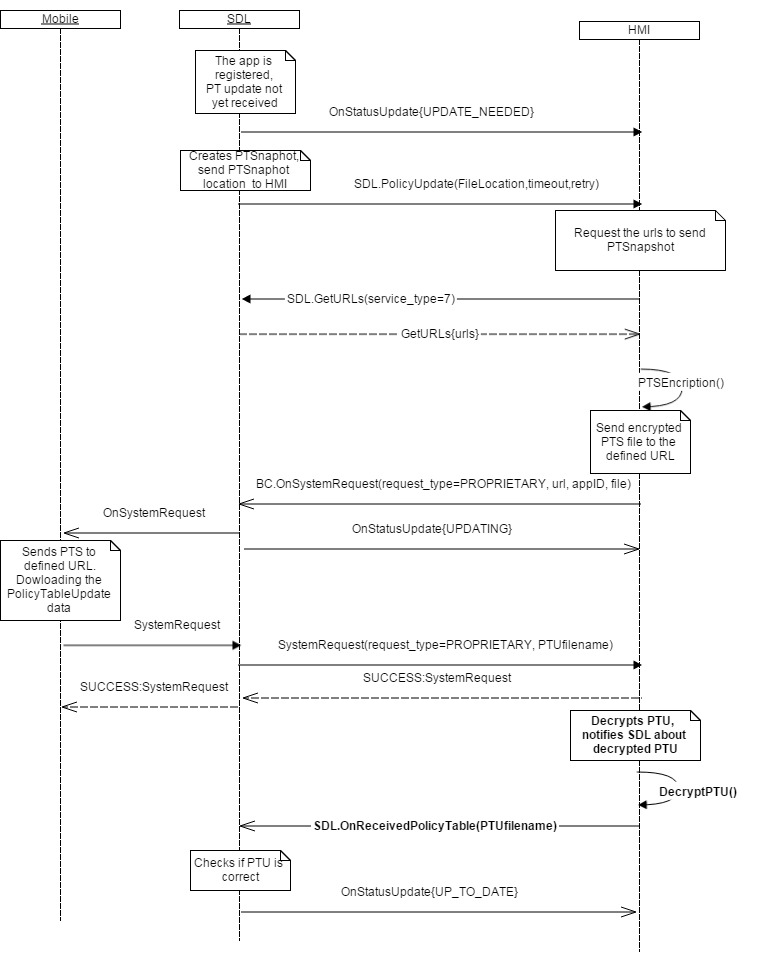 Mobile
SDL
HMI
The app is
registered,
PT update not
yet received
OnStatusUpdate{UPDATE_NEEDED}
Creates PTSnaphot,
send PTSnaphot
location to HMI
SDL.PolicyUpdate(FileLocation,timeout,retry)
Request the urls to send
PTSnapshot
SDL.GetURLs(service_type=7)
GetURLs{urls}
PTSEncription()
Send encrypted
PTS file to the
defined URL
BC.OnSystemRequest(request_type=PROPRIETARY, url, appID, file)
OnSystemRequest
OnStatusUpdate{UPDATING}
Sends PTS to
defined URL.
Dowloading the
PolicyTableUpdate
data
SystemRequest
SystemRequest(request_type=PROPRIETARY, PTUfilename)
SUCCESS:SystemRequest
SUCCESS:SystemRequest
Decrypts PTU,
notifies SDL about
decrypted PTU
DecryptPTU()
SDL.OnReceivedPolicyTable(PTUfilename)
Checks if PTU is
correct
OnStatusUpdate{UP_TO_DATE}